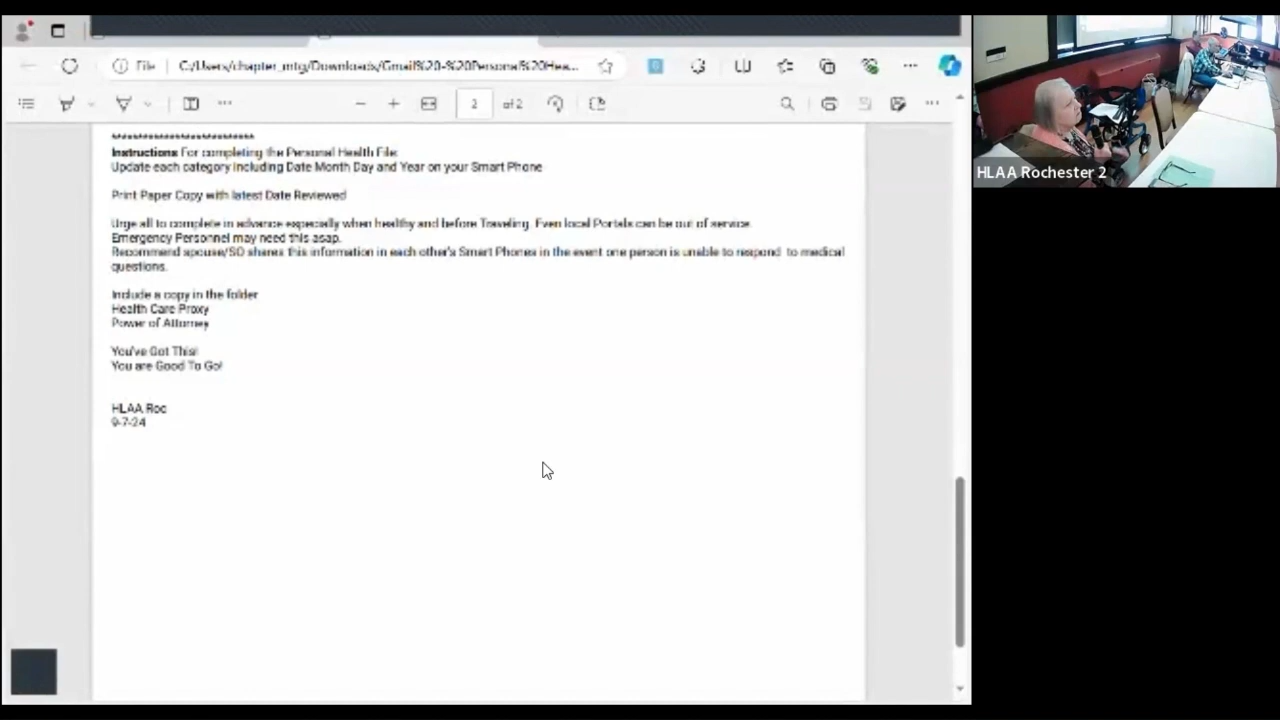 File
C:/Users/chapter_mtg/Downloads/Gmail%20-%20Personal%20Hea...
2 of 2
Instructions For completing the Personal Health File:
Update each category including Date Month Day and Year on your Smart Phone
Print Paper Copy with latest Date Reviewed
Urge all to complete in advance especially when healthy and before Traveling. Even local Portals can be out of service.
Emergency Personnel may need this asap.
Recommend spouse/SO shares this information in each other's Smart Phones in the event one person is unable to respond to medical
questions.
Include a copy in the folder
Health Care Proxy
Power of Attorney
You've Got This!
You are Good To Go!
HLAA Roc
9-7-24
HLAA Rochester 2